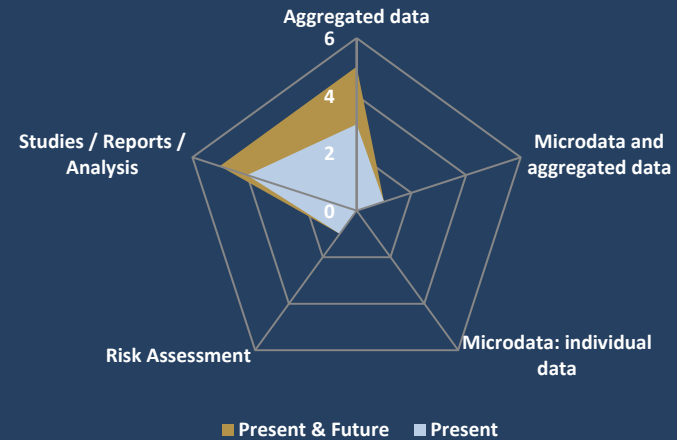 Aggregated data
6
4
2
0
Studies / Reports /
Analysis
Microdata and
aggregated data
Risk Assessment
Microdata: individual
data
Present & Future
Present